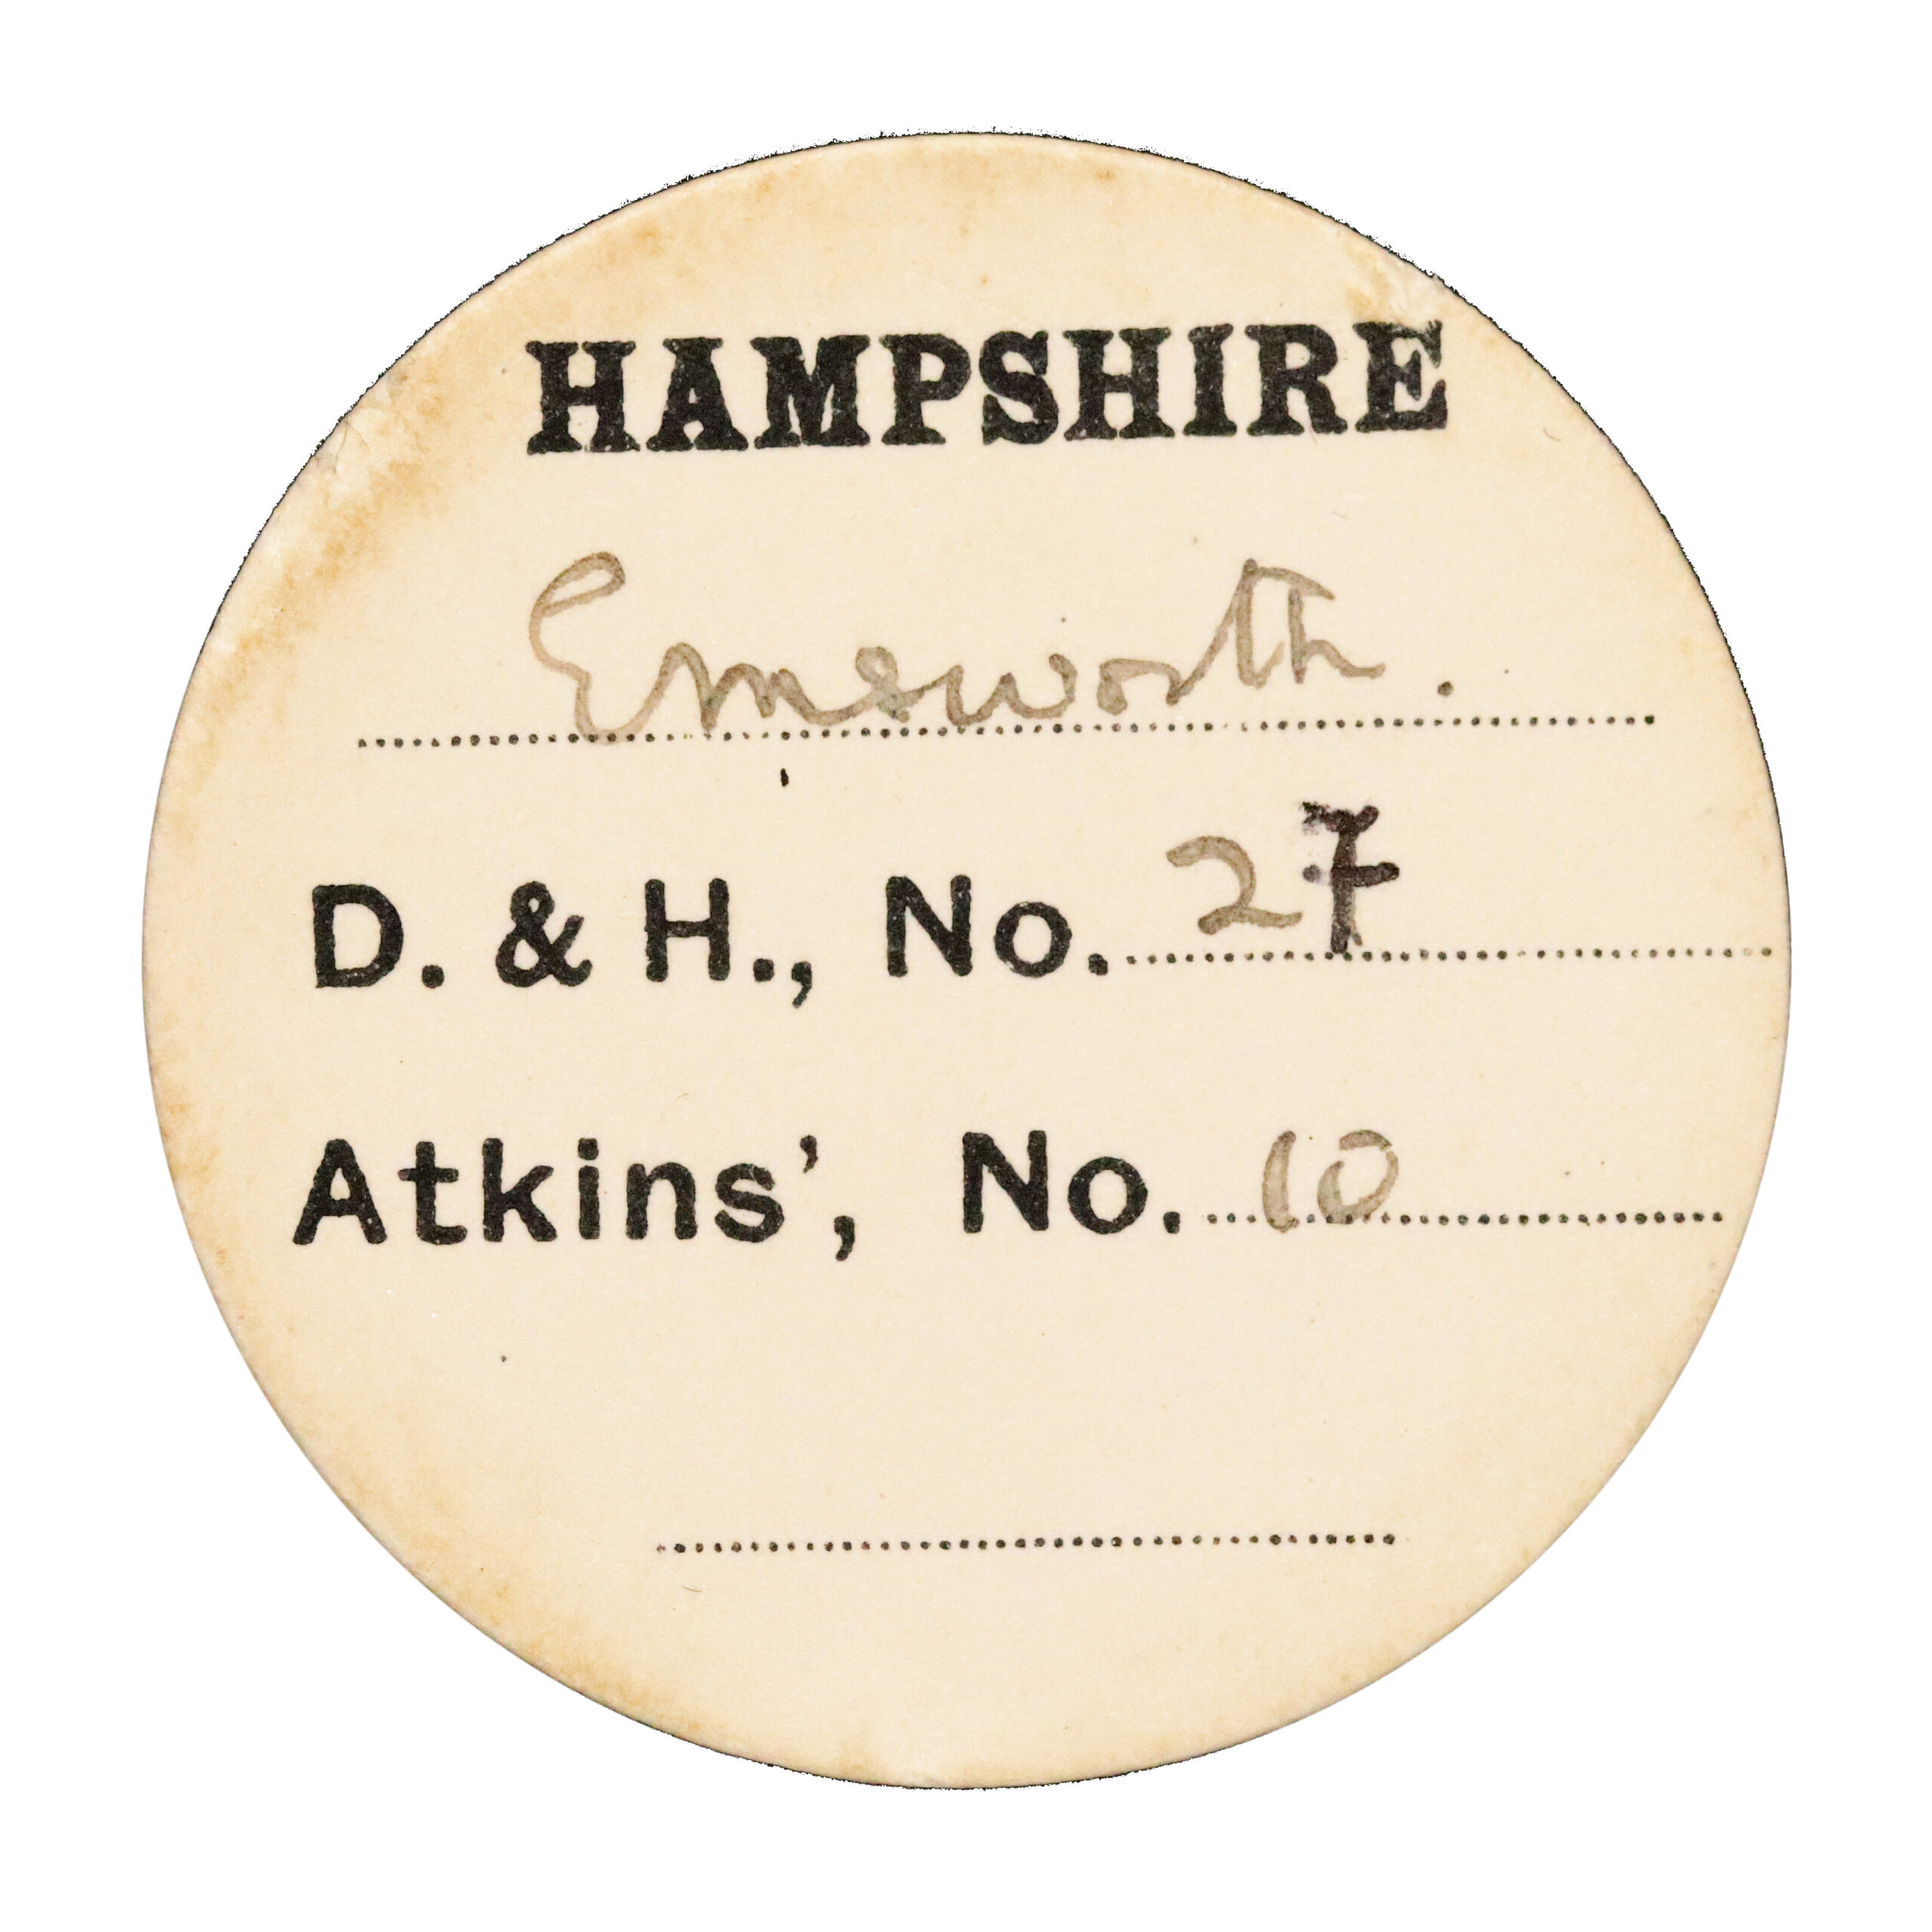 HAMPSHIRE
Emsworth.
D. & H., No. 27
Atkins', No. 10